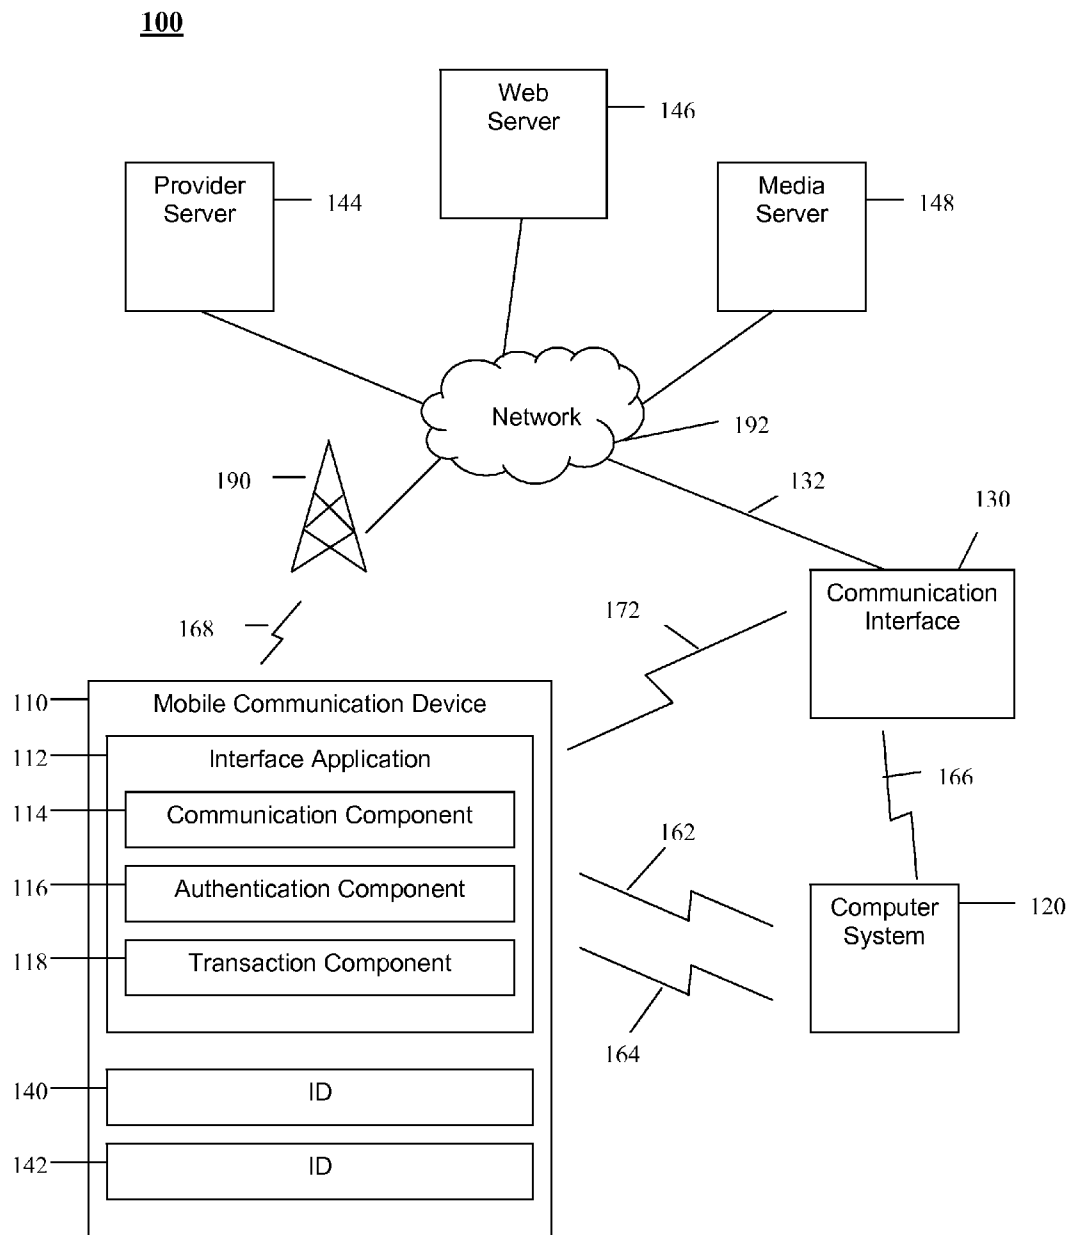 100
Web
Server
146
Provider
Server
144
Media
Server
148
Network
192
190
132
130
Communication
Interface
172
168
110
Mobile Communication Device
112
Interface Application
166
114
Communication Component
162
116
Authentication Component
Computer
System
120
118
Transaction Component
164
140
ID
142
ID